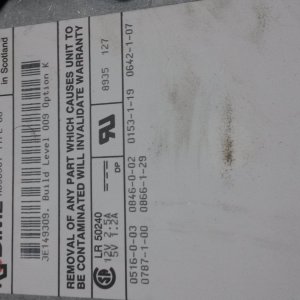 in Scotland
3E149309. Build Level 009 Option K
REMOVAL OF ANY PART WHICH CAUSES UNIT TO
BE CONTAMINATED WILL INVALIDATE WARRANTY
LR 50240
12V 2.5A
5V 1.2A
DP
8935 127
0516-0-03 0846-0-02 0153-1-19 0642-1-07
0787-1-00 0866-1-29